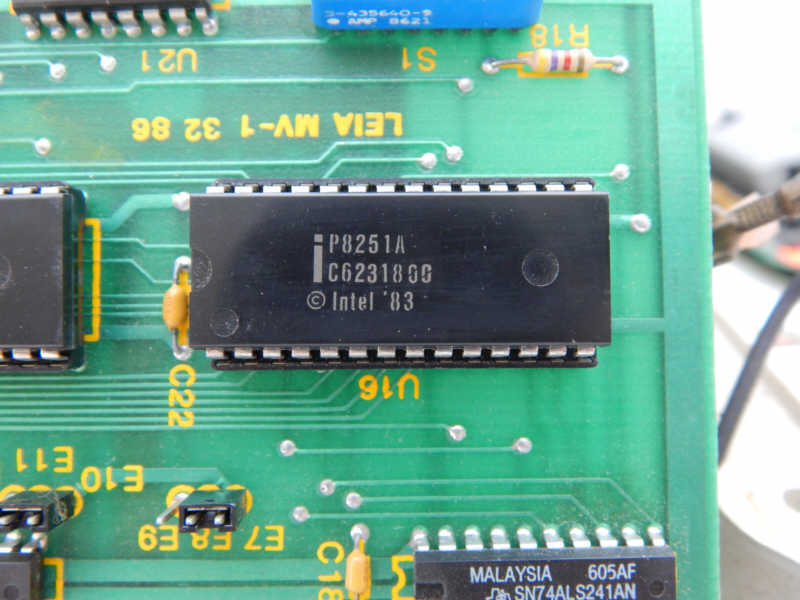 3-435640-9
AMP 8621
R18
U21
S1
LEIA MV-1 32 86
i P8251A
C6231800
© Intel '83
U16
C22
E11
E10
E7 E8 E9
C18
MALAYSIA 605AF
SN74ALS241AN